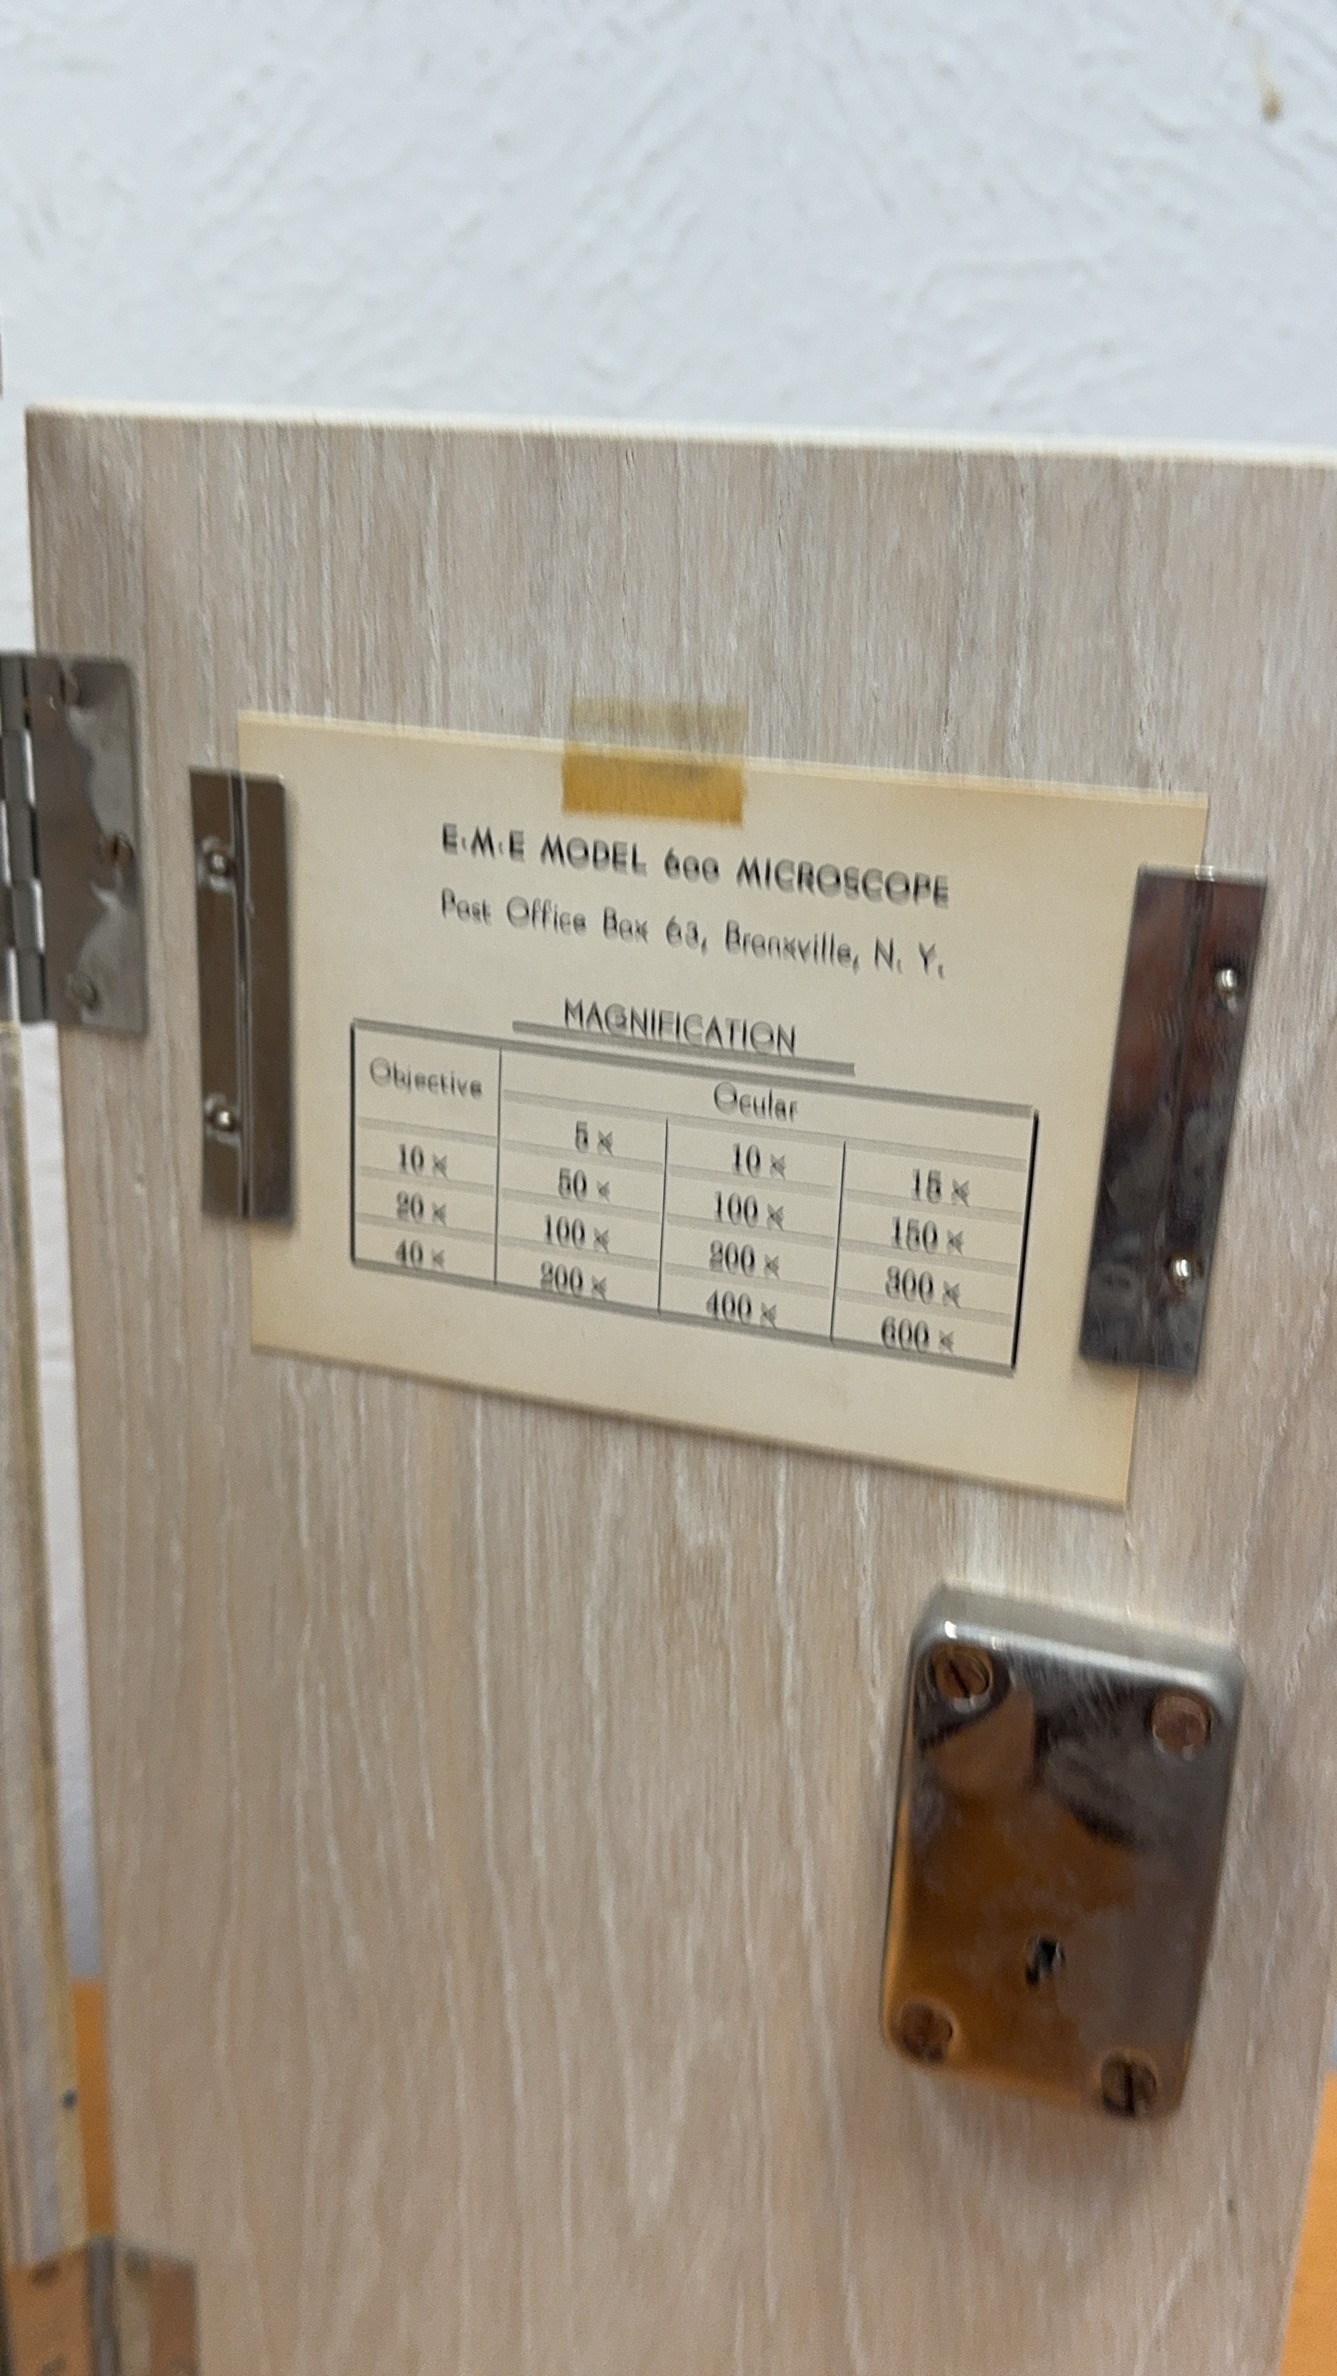 E.M.E MODEL 600 MICROSCOPE
Post Office Box 63, Bronxville, N. Y.
MAGNIFICATION
Objective Ocular
5 x 10 x 15 x
10 x 50 x 100 x 150 x
20 x 100 x 200 x 300 x
40 x 200 x 400 x 600 x